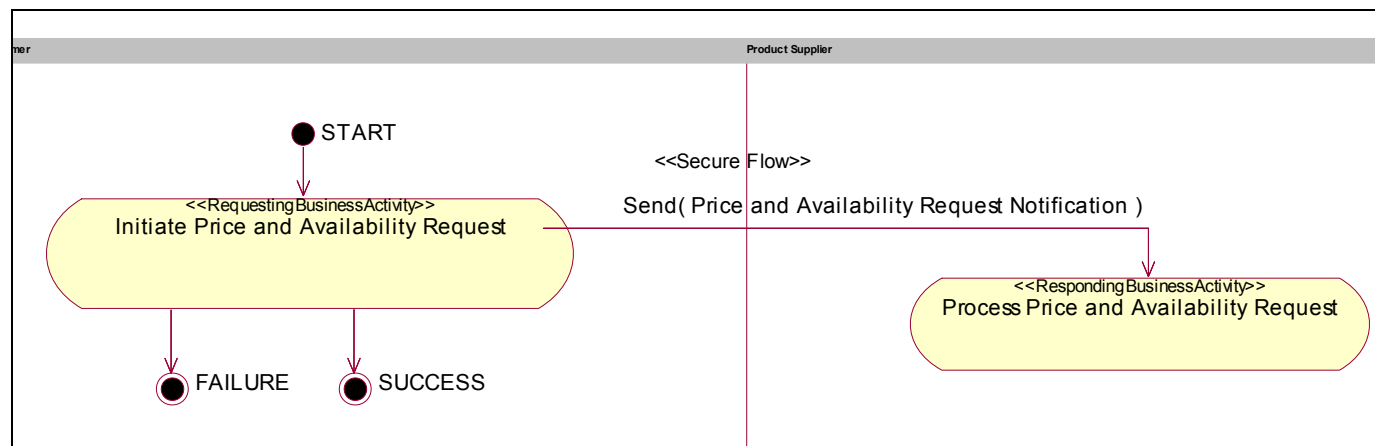 mer
Product Supplier
START
<<Secure Flow>>
<<RequestingBusinessActivity>>
Initiate Price and Availability Request
Send( Price and Availability Request Notification )
<<RespondingBusinessActivity>>
Process Price and Availability Request
FAILURE
SUCCESS